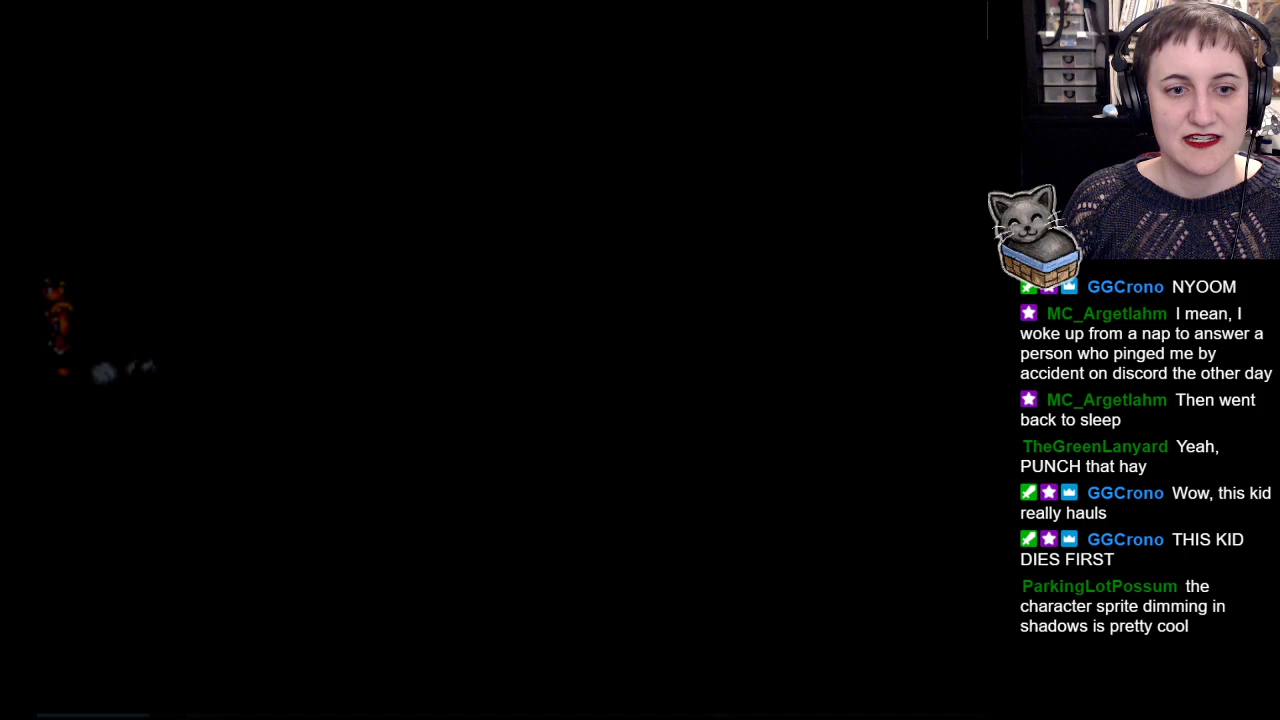 GGCrono NYOOM
MC_Argetlahm I mean, I
woke up from a nap to answer a
person who pinged me by
accident on discord the other day
MC_Argetlahm Then went
back to sleep
TheGreenLanyard Yeah,
PUNCH that hay
GGCrono Wow, this kid
really hauls
GGCrono THIS KID
DIES FIRST
ParkingLotPossum the
character sprite dimming in
shadows is pretty cool